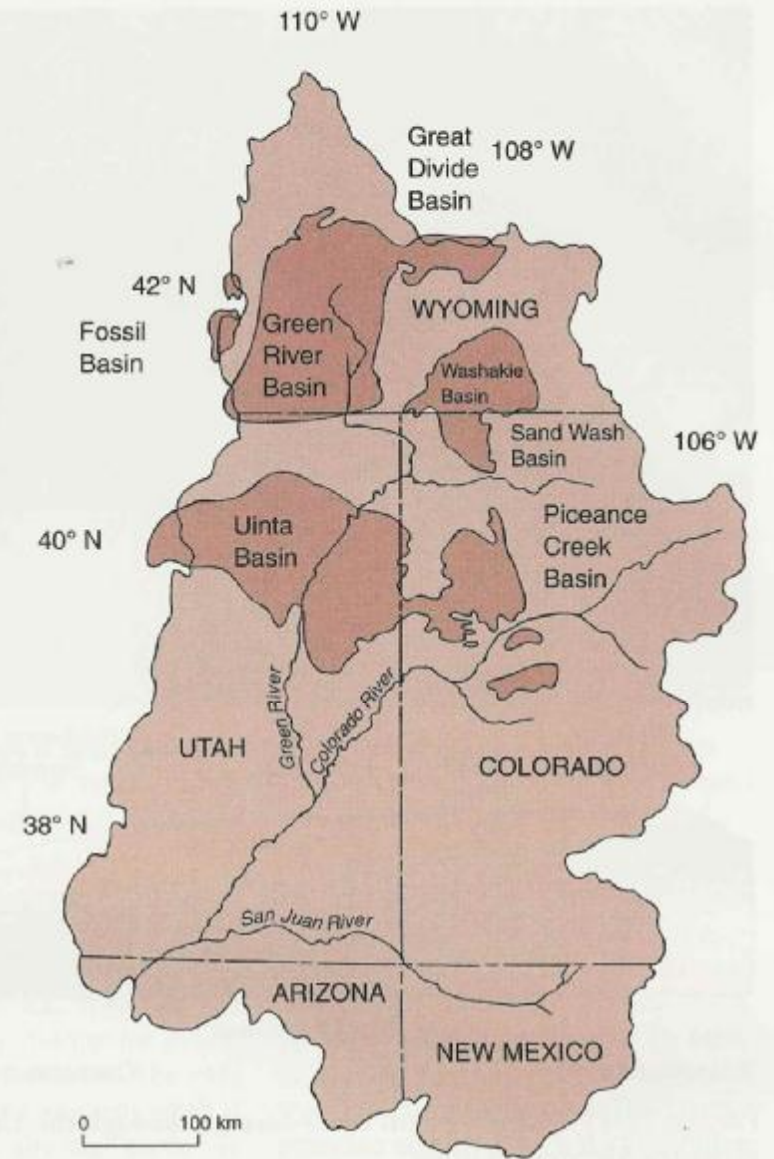 110° W
Great
Divide
Basin
108° W
42° N
Fossil
Basin
Green
River
Basin
WYOMING
Washakie
Basin
Sand Wash
Basin
106° W
40° N
Uinta
Basin
Piceance
Creek
Basin
Green River
Colorado River
UTAH
COLORADO
38° N
San Juan River
ARIZONA
NEW MEXICO
0 100 km